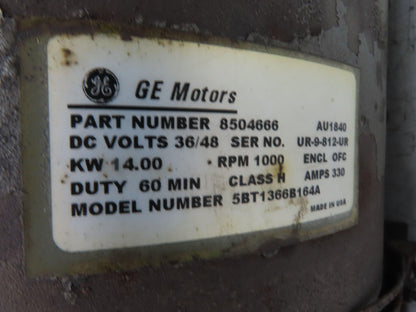 GE GE Motors
PART NUMBER 8504666 AU1840
DC VOLTS 36/48 SER NO. UR-9-812-UR
KW 14.00 · RPM 1000 ENCL OFC
DUTY 60 MIN CLASS H AMPS 330
MODEL NUMBER 5BT1366B164A
MADE IN USA